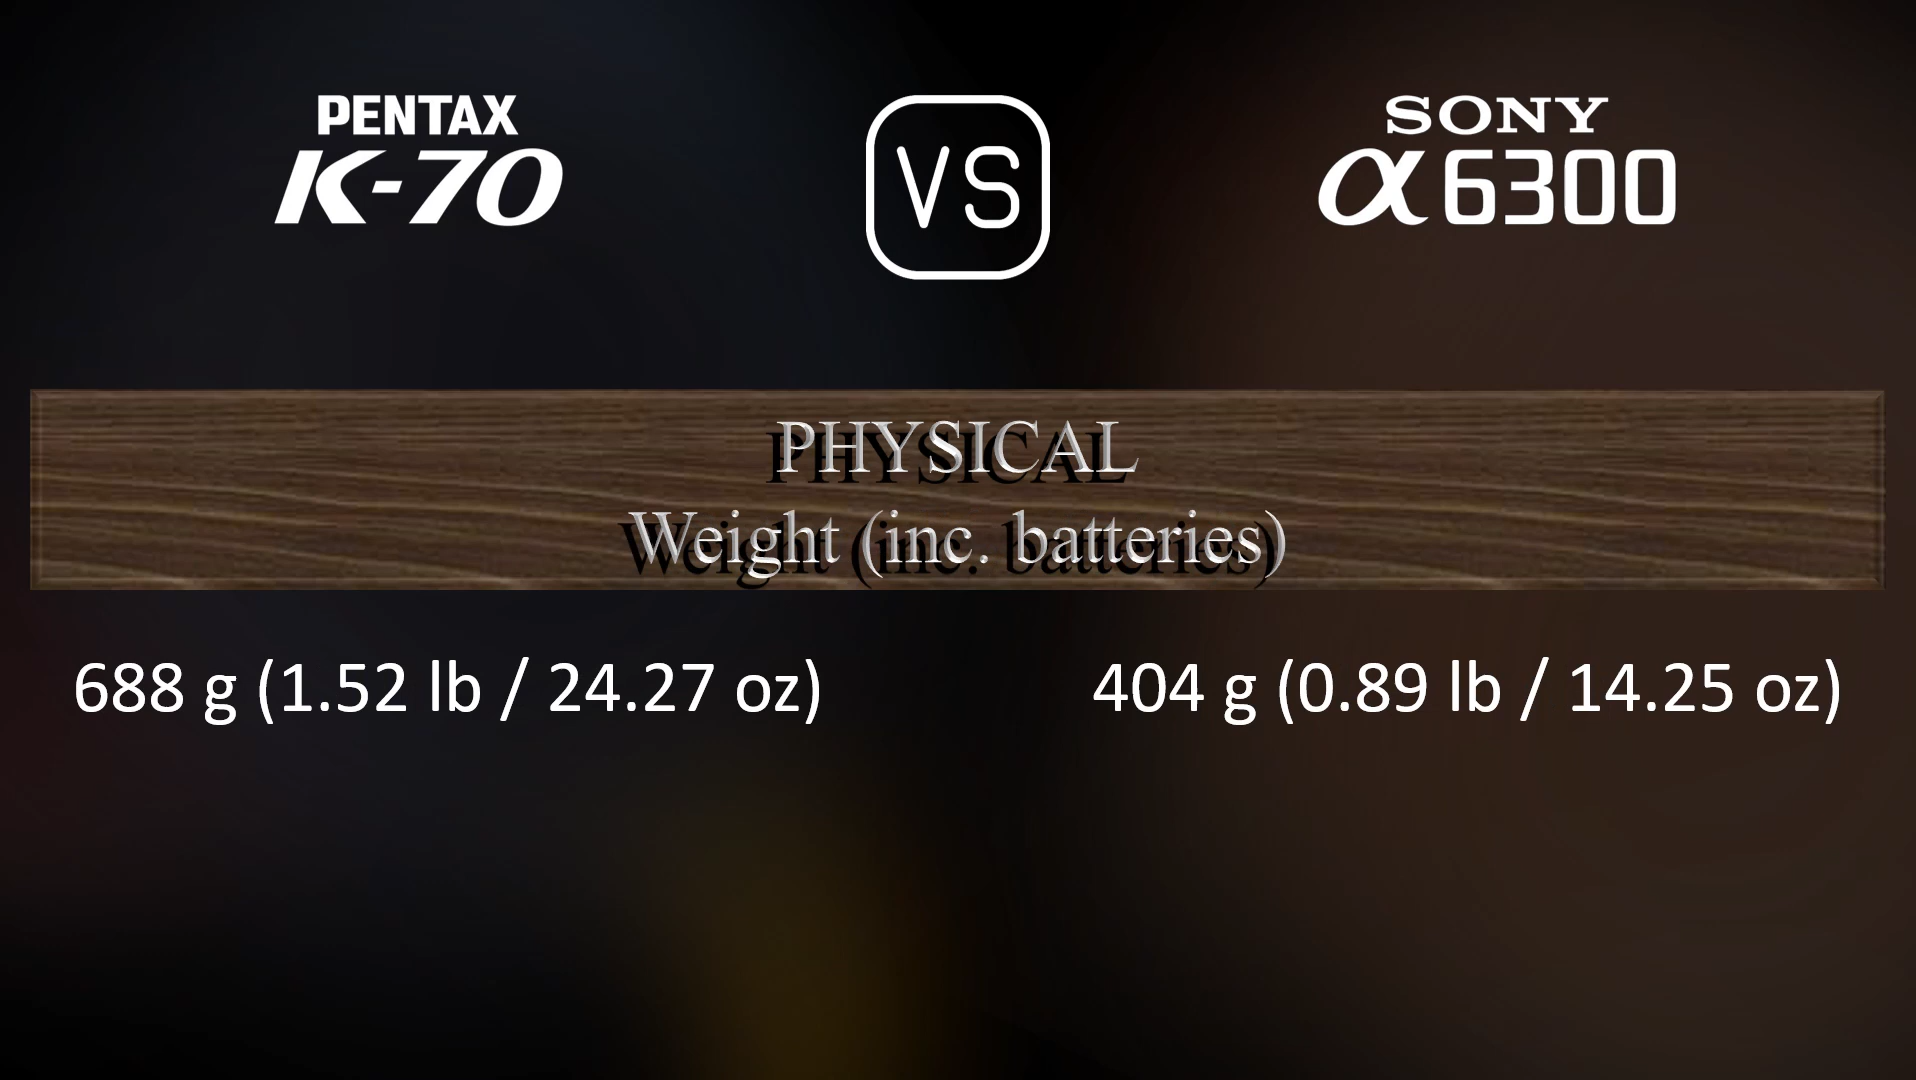 PENTAX
K-70
VS
SONY
α6300
PHYSICAL
Weight (inc. batteries)
688 g (1.52 lb / 24.27 oz)
404 g (0.89 lb / 14.25 oz)